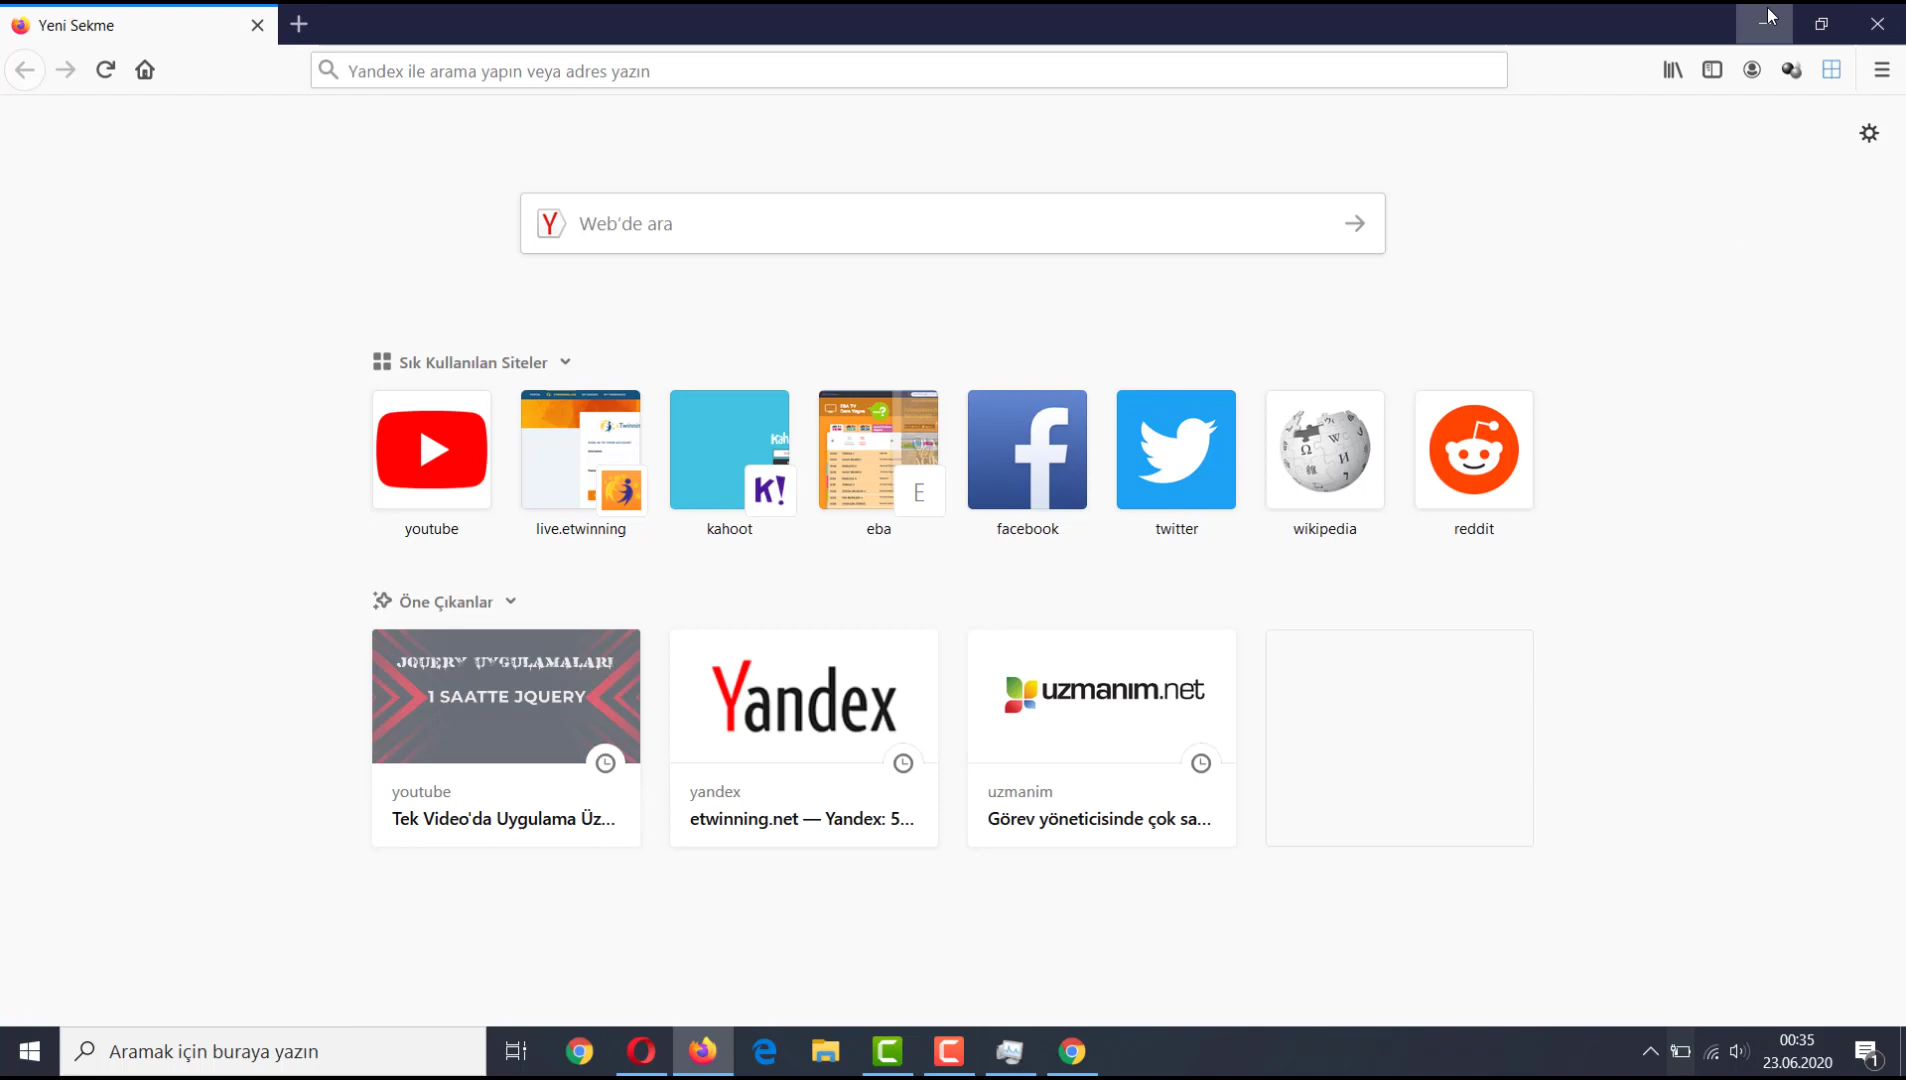 Yeni Sekme
Yandex ile arama yapın veya adres yazın
Web'de ara
Sık Kullanılan Siteler
Kah
K!
E
youtube
live.etwinning
kahoot
eba
facebook
twitter
wikipedia
reddit
Öne Çıkanlar
JQUERY UYGULAMALARI
1 SAATTE JQUERY
Yandex
uzmanım.net
youtube
Tek Video'da Uygulama Üz...
yandex
etwinning.net — Yandex: 5...
uzmanim
Görev yöneticisinde çok sa...
Aramak için buraya yazın
00:35
23.06.2020
1